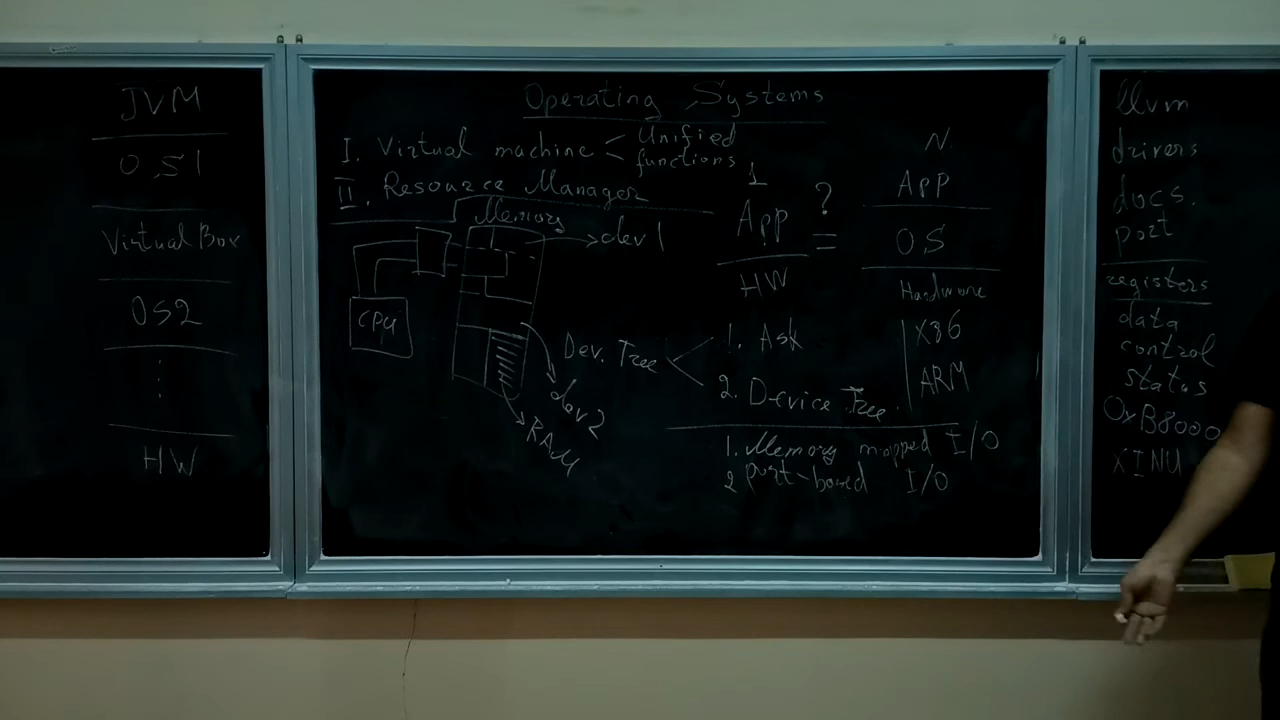 JVM
OS1
Virtual Box
OS2
HW
Operating Systems
I. Virtual machine < Unified
< functions
II. Resource Manager
Memory
dev 1
CPU
dev 2
RAM
1
App
HW
?
=
N
App
OS
Hardware
X86
ARM
Dev. Tree
1. Ask
2. Device Tree
1. Memory mapped I/O
2 port-based I/O
llvm
drivers
docs.
port
registers
data
control
status
0xB8000
XINU